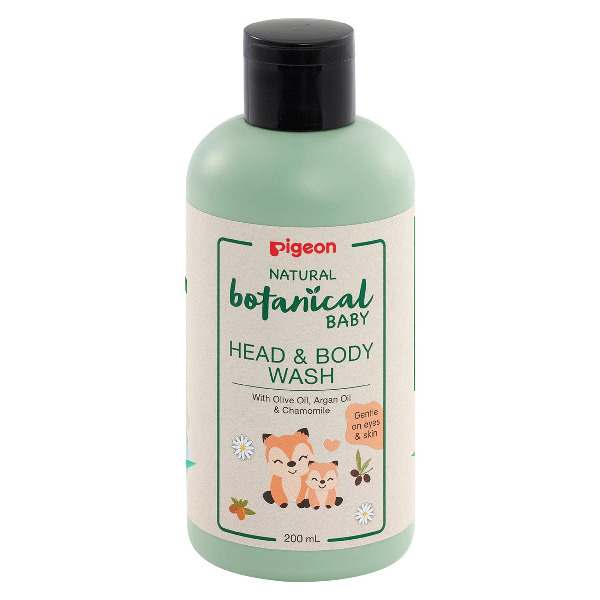 pigeon
NATURAL
botanical
BABY
HEAD & BODY
WASH
With Olive Oil, Argan Oil
& Chamomile
Gentle
on eyes
& skin
200 mL